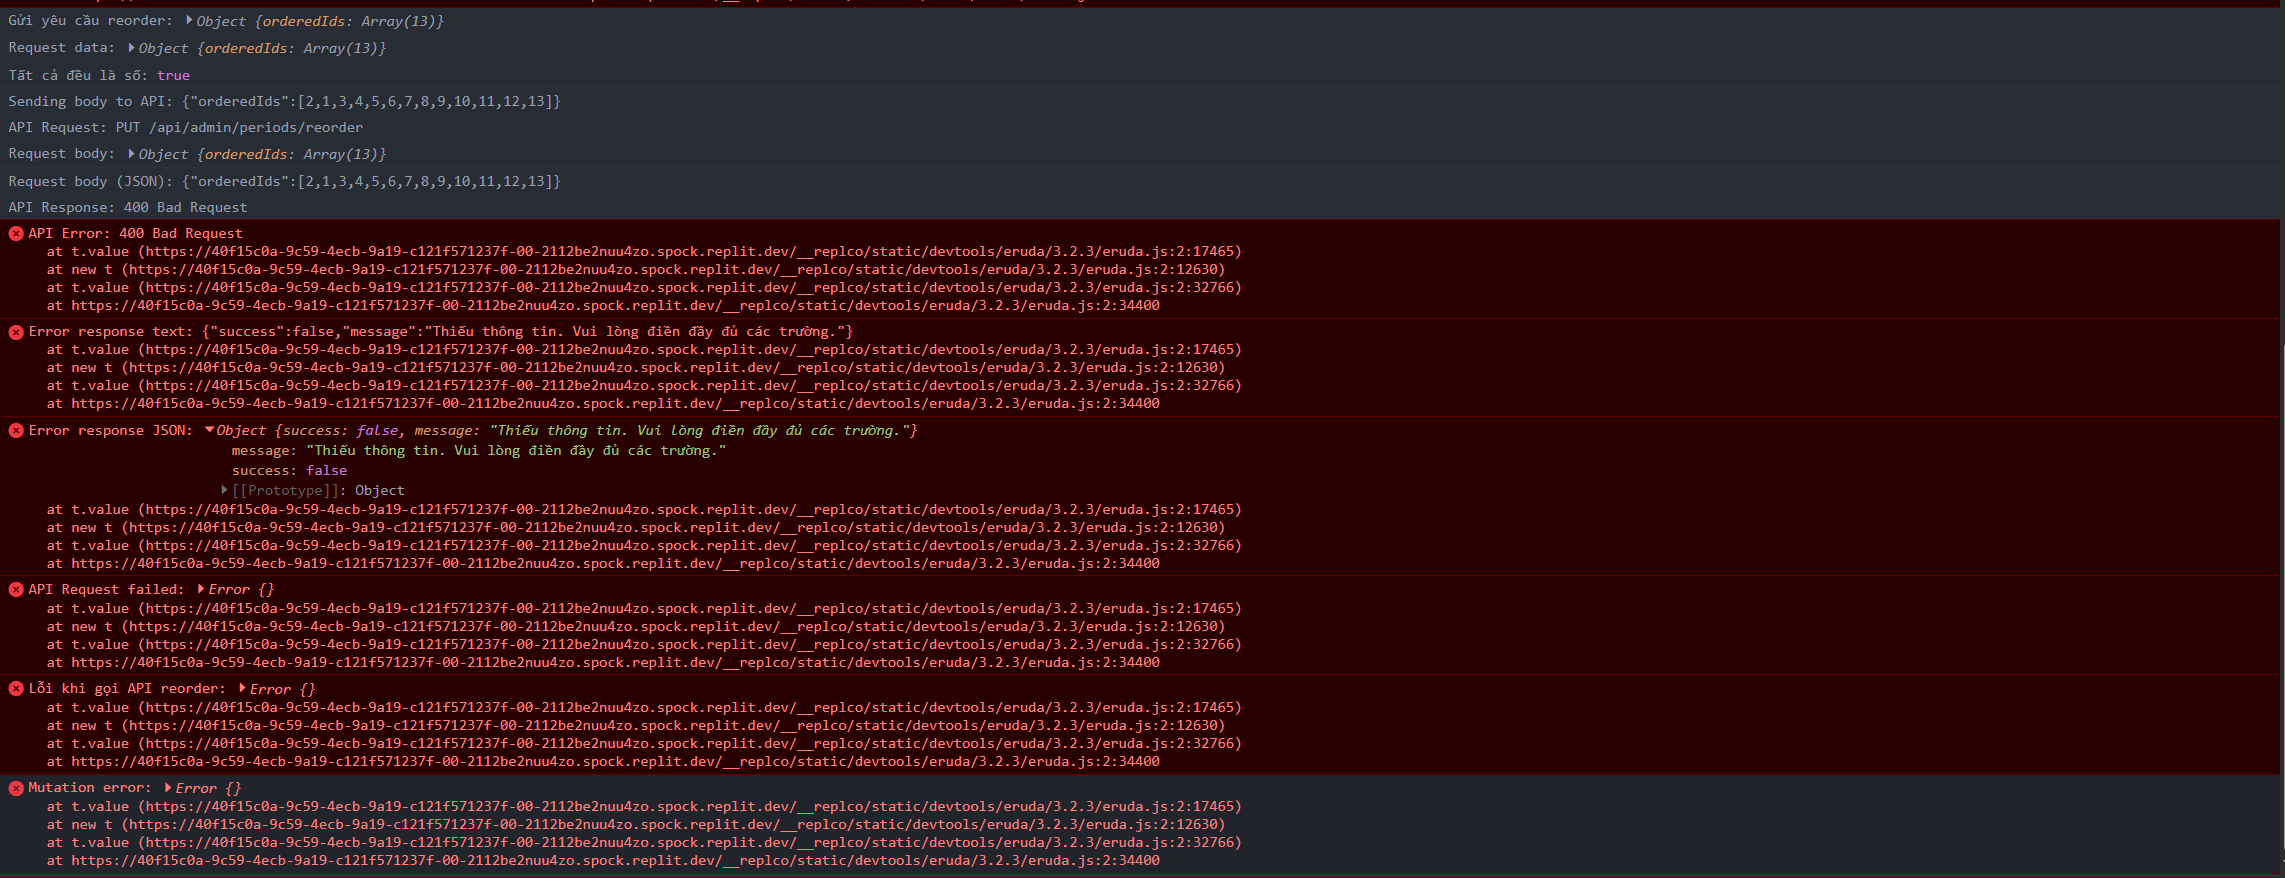 Gửi yêu cầu reorder: Object {orderedIds: Array(13)}
Request data: Object {orderedIds: Array(13)}
Tất cả đều là số: true
Sending body to API: {"orderedIds":[2,1,3,4,5,6,7,8,9,10,11,12,13]}
API Request: PUT /api/admin/periods/reorder
Request body: Object {orderedIds: Array(13)}
Request body (JSON): {"orderedIds":[2,1,3,4,5,6,7,8,9,10,11,12,13]}
API Response: 400 Bad Request
API Error: 400 Bad Request
at t.value (https://40f15c0a-9c59-4ecb-9a19-c121f571237f-00-2112be2nuu4zo.spock.replit.dev/__replco/static/devtools/eruda/3.2.3/eruda.js:2:17465)
at new t (https://40f15c0a-9c59-4ecb-9a19-c121f571237f-00-2112be2nuu4zo.spock.replit.dev/__replco/static/devtools/eruda/3.2.3/eruda.js:2:12630)
at t.value (https://40f15c0a-9c59-4ecb-9a19-c121f571237f-00-2112be2nuu4zo.spock.replit.dev/__replco/static/devtools/eruda/3.2.3/eruda.js:2:32766)
at https://40f15c0a-9c59-4ecb-9a19-c121f571237f-00-2112be2nuu4zo.spock.replit.dev/__replco/static/devtools/eruda/3.2.3/eruda.js:2:34400
Error response text: {"success":false,"message":"Thiếu thông tin. Vui lòng điền đầy đủ các trường."}
at t.value (https://40f15c0a-9c59-4ecb-9a19-c121f571237f-00-2112be2nuu4zo.spock.replit.dev/__replco/static/devtools/eruda/3.2.3/eruda.js:2:17465)
at new t (https://40f15c0a-9c59-4ecb-9a19-c121f571237f-00-2112be2nuu4zo.spock.replit.dev/__replco/static/devtools/eruda/3.2.3/eruda.js:2:12630)
at t.value (https://40f15c0a-9c59-4ecb-9a19-c121f571237f-00-2112be2nuu4zo.spock.replit.dev/__replco/static/devtools/eruda/3.2.3/eruda.js:2:32766)
at https://40f15c0a-9c59-4ecb-9a19-c121f571237f-00-2112be2nuu4zo.spock.replit.dev/__replco/static/devtools/eruda/3.2.3/eruda.js:2:34400
Error response JSON: Object {success: false, message: "Thiếu thông tin. Vui lòng điền đầy đủ các trường."}
message: "Thiếu thông tin. Vui lòng điền đầy đủ các trường."
success: false
[[Prototype]]: Object
at t.value (https://40f15c0a-9c59-4ecb-9a19-c121f571237f-00-2112be2nuu4zo.spock.replit.dev/__replco/static/devtools/eruda/3.2.3/eruda.js:2:17465)
at new t (https://40f15c0a-9c59-4ecb-9a19-c121f571237f-00-2112be2nuu4zo.spock.replit.dev/__replco/static/devtools/eruda/3.2.3/eruda.js:2:12630)
at t.value (https://40f15c0a-9c59-4ecb-9a19-c121f571237f-00-2112be2nuu4zo.spock.replit.dev/__replco/static/devtools/eruda/3.2.3/eruda.js:2:32766)
at https://40f15c0a-9c59-4ecb-9a19-c121f571237f-00-2112be2nuu4zo.spock.replit.dev/__replco/static/devtools/eruda/3.2.3/eruda.js:2:34400
API Request failed: Error {}
at t.value (https://40f15c0a-9c59-4ecb-9a19-c121f571237f-00-2112be2nuu4zo.spock.replit.dev/__replco/static/devtools/eruda/3.2.3/eruda.js:2:17465)
at new t (https://40f15c0a-9c59-4ecb-9a19-c121f571237f-00-2112be2nuu4zo.spock.replit.dev/__replco/static/devtools/eruda/3.2.3/eruda.js:2:12630)
at t.value (https://40f15c0a-9c59-4ecb-9a19-c121f571237f-00-2112be2nuu4zo.spock.replit.dev/__replco/static/devtools/eruda/3.2.3/eruda.js:2:32766)
at https://40f15c0a-9c59-4ecb-9a19-c121f571237f-00-2112be2nuu4zo.spock.replit.dev/__replco/static/devtools/eruda/3.2.3/eruda.js:2:34400
Lỗi khi gọi API reorder: Error {}
at t.value (https://40f15c0a-9c59-4ecb-9a19-c121f571237f-00-2112be2nuu4zo.spock.replit.dev/__replco/static/devtools/eruda/3.2.3/eruda.js:2:17465)
at new t (https://40f15c0a-9c59-4ecb-9a19-c121f571237f-00-2112be2nuu4zo.spock.replit.dev/__replco/static/devtools/eruda/3.2.3/eruda.js:2:12630)
at t.value (https://40f15c0a-9c59-4ecb-9a19-c121f571237f-00-2112be2nuu4zo.spock.replit.dev/__replco/static/devtools/eruda/3.2.3/eruda.js:2:32766)
at https://40f15c0a-9c59-4ecb-9a19-c121f571237f-00-2112be2nuu4zo.spock.replit.dev/__replco/static/devtools/eruda/3.2.3/eruda.js:2:34400
Mutation error: Error {}
at t.value (https://40f15c0a-9c59-4ecb-9a19-c121f571237f-00-2112be2nuu4zo.spock.replit.dev/__replco/static/devtools/eruda/3.2.3/eruda.js:2:17465)
at new t (https://40f15c0a-9c59-4ecb-9a19-c121f571237f-00-2112be2nuu4zo.spock.replit.dev/__replco/static/devtools/eruda/3.2.3/eruda.js:2:12630)
at t.value (https://40f15c0a-9c59-4ecb-9a19-c121f571237f-00-2112be2nuu4zo.spock.replit.dev/__replco/static/devtools/eruda/3.2.3/eruda.js:2:32766)
at https://40f15c0a-9c59-4ecb-9a19-c121f571237f-00-2112be2nuu4zo.spock.replit.dev/__replco/static/devtools/eruda/3.2.3/eruda.js:2:34400